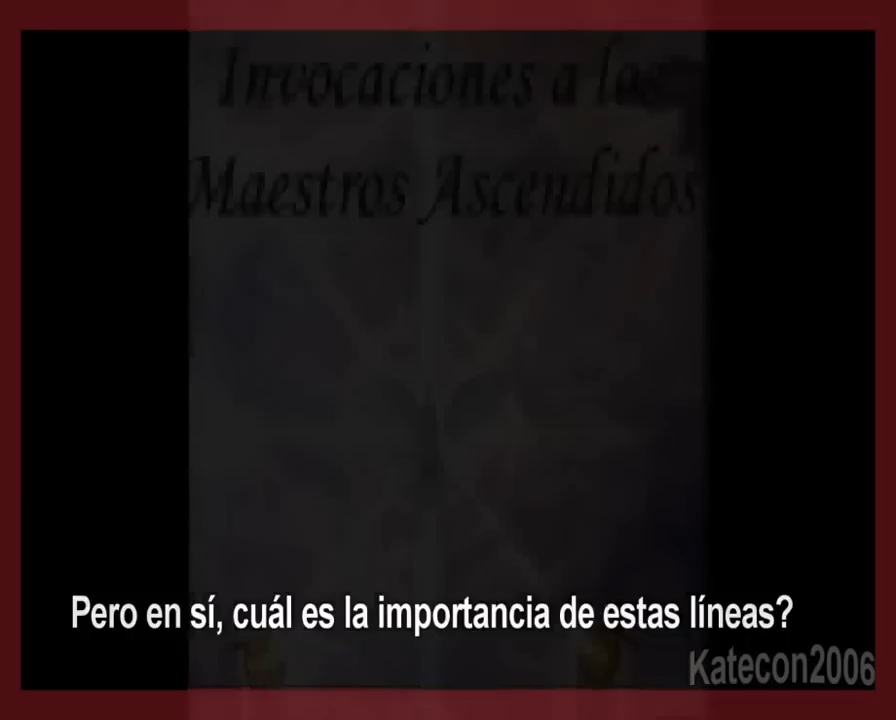 Invocaciones a los
Maestros Ascendidos
Pero en sí, cuál es la importancia de estas líneas?
Katecon2006